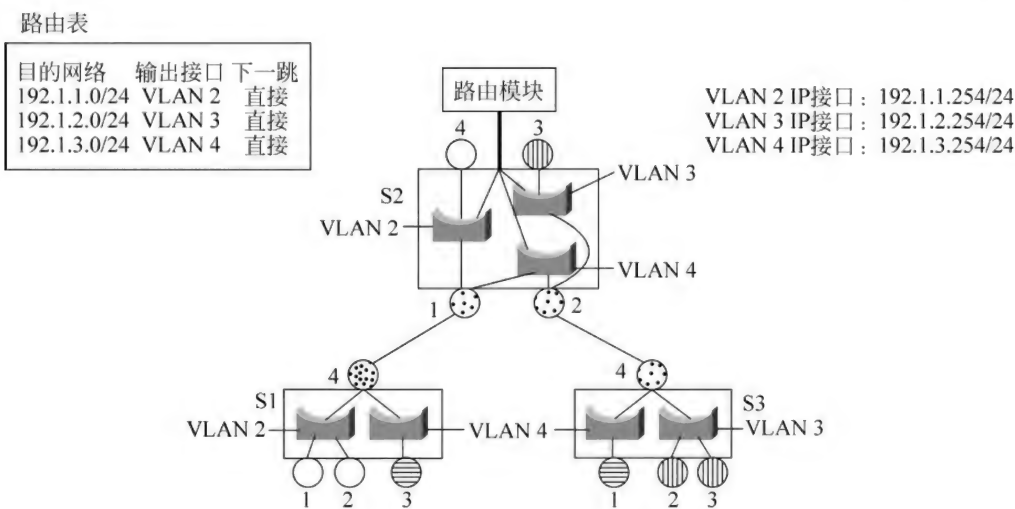 路由表
目的网络 输出接口 下一跳
192.1.1.0/24 VLAN 2 直接
192.1.2.0/24 VLAN 3 直接
192.1.3.0/24 VLAN 4 直接
路由模块
VLAN 2 IP接口：192.1.1.254/24
VLAN 3 IP接口：192.1.2.254/24
VLAN 4 IP接口：192.1.3.254/24
4 3
VLAN 3
S2
VLAN 2
VLAN 4
1 2
4 4
S1 S3
VLAN 2 VLAN 4 VLAN 3
1 2 3 1 2 3